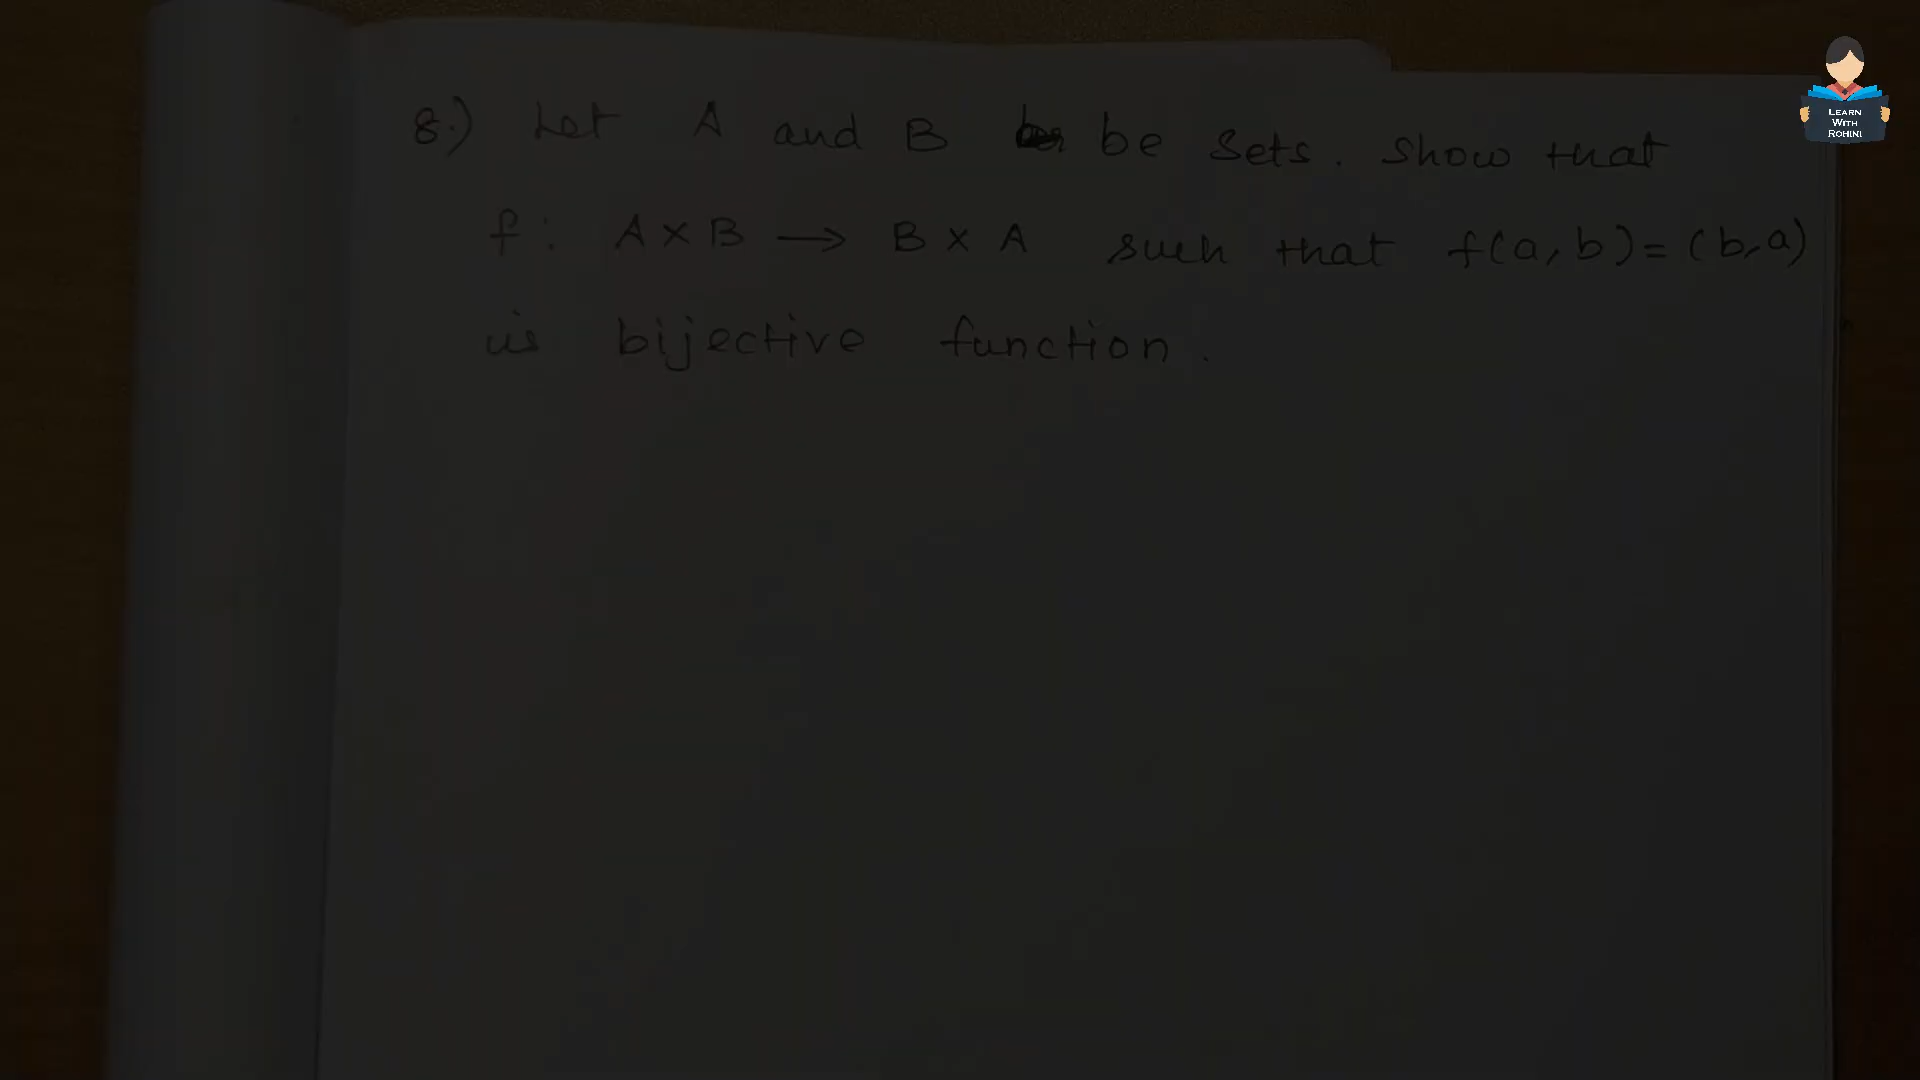 8.) Let A and B be sets. Show that
f: A × B → B × A such that f(a, b) = (b, a)
is bijective function.
LEARN
WITH
ROHINI